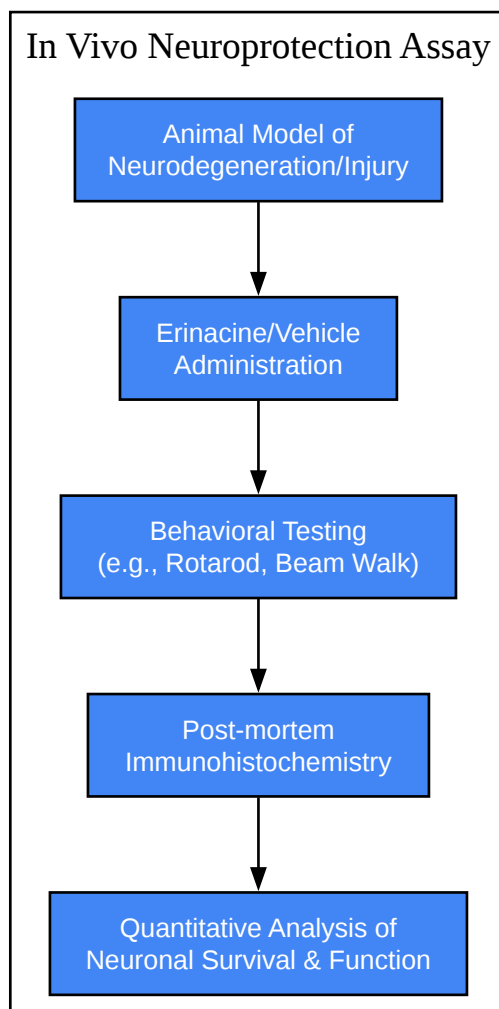 In Vivo Neuroprotection Assay
Animal Model of
Neurodegeneration/Injury
Erinacine/Vehicle
Administration
Behavioral Testing
(e.g., Rotarod, Beam Walk)
Post-mortem
Immunohistochemistry
Quantitative Analysis of
Neuronal Survival & Function